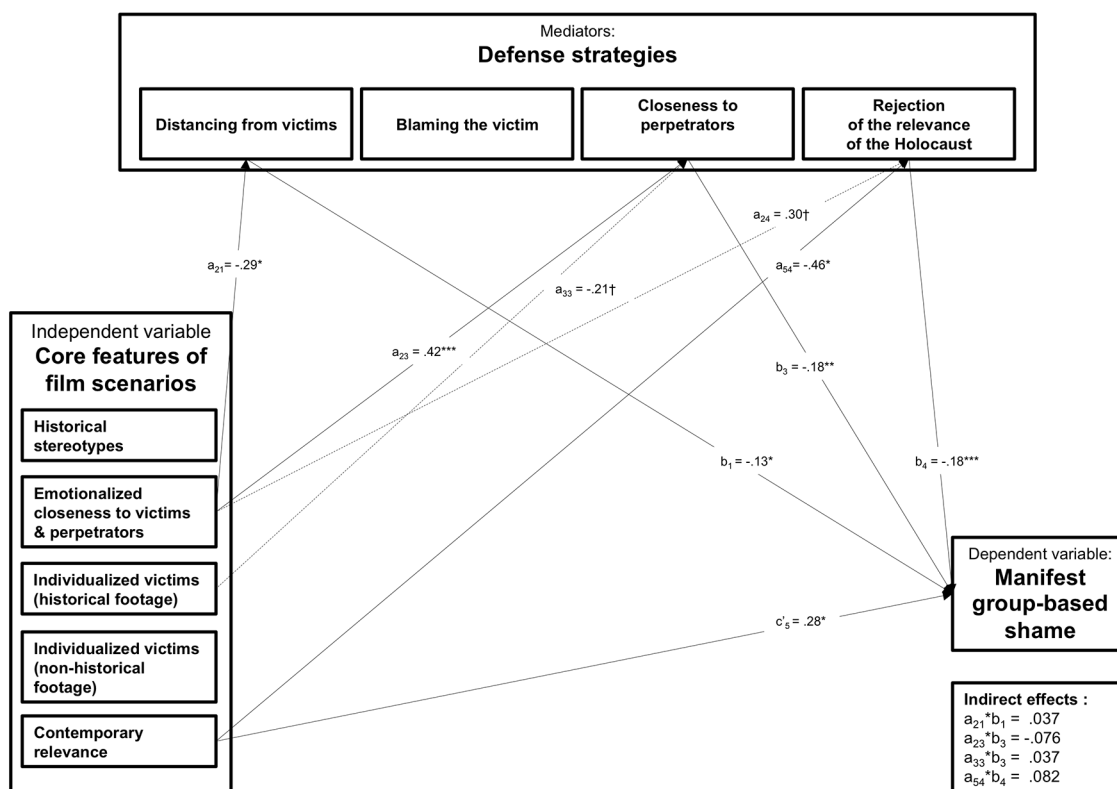 Mediators:
Defense strategies
Distancing from victims
Blaming the victim
Closeness to
perpetrators
Rejection
of the relevance
of the Holocaust
a24 = .30†
a21= -.29*
a54= -.46*
a33 = -.21†
a23 = .42***
b3 = -.18**
b1 = -.13*
b4 = -.18***
c'5 = .28*
Independent variable
Core features of
film scenarios
Historical
stereotypes
Emotionalized
closeness to victims
& perpetrators
Individualized victims
(historical footage)
Individualized victims
(non-historical
footage)
Contemporary
relevance
Dependent variable:
Manifest
group-based
shame
Indirect effects :
a21*b1 = .037
a23*b3 = -.076
a33*b3 = .037
a54*b4 = .082